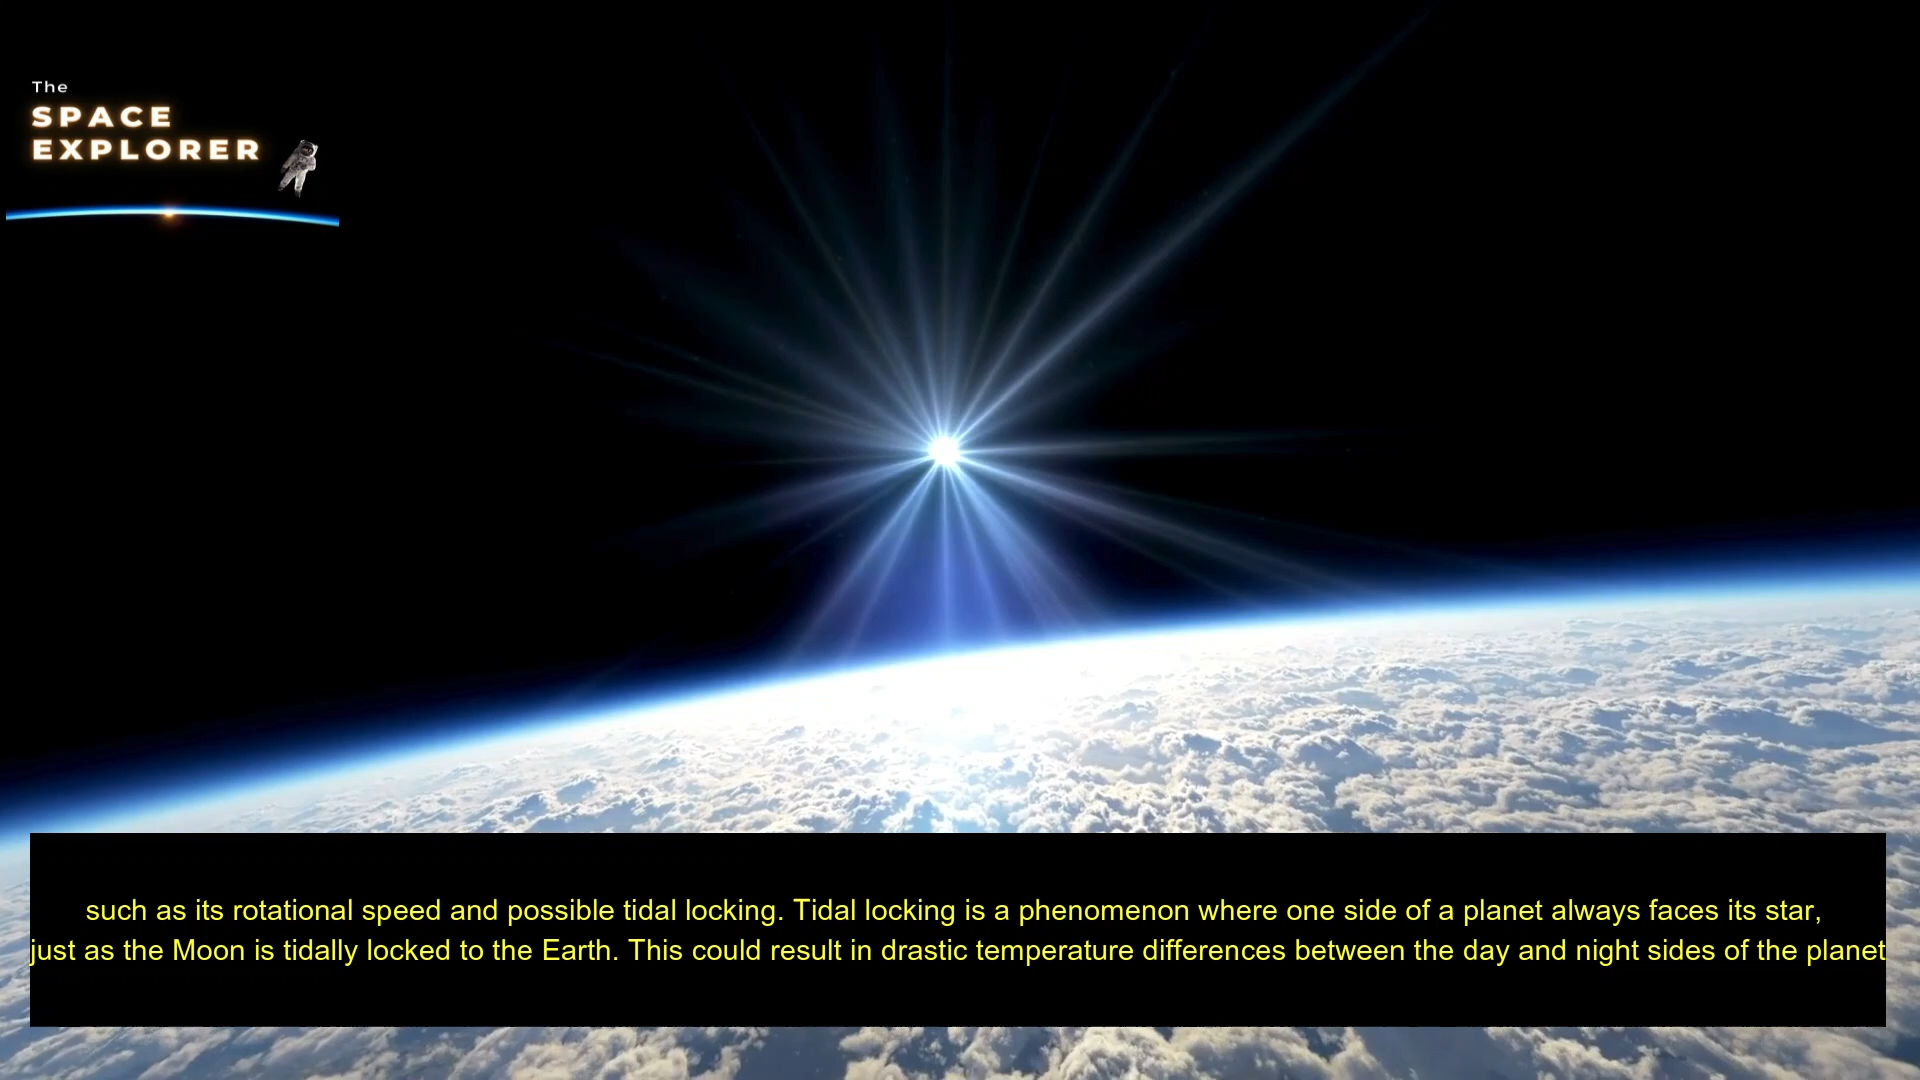 The
SPACE
EXPLORER
such as its rotational speed and possible tidal locking. Tidal locking is a phenomenon where one side of a planet always faces its star,
just as the Moon is tidally locked to the Earth. This could result in drastic temperature differences between the day and night sides of the planet